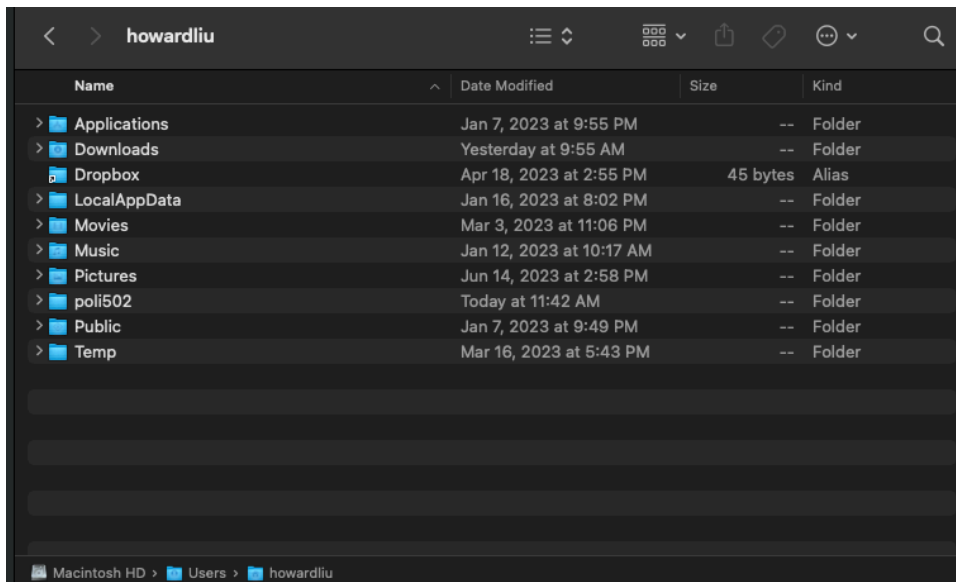 howardliu
Name Date Modified Size Kind
Applications Jan 7, 2023 at 9:55 PM -- Folder
Downloads Yesterday at 9:55 AM -- Folder
Dropbox Apr 18, 2023 at 2:55 PM 45 bytes Alias
LocalAppData Jan 16, 2023 at 8:02 PM -- Folder
Movies Mar 3, 2023 at 11:06 PM -- Folder
Music Jan 12, 2023 at 10:17 AM -- Folder
Pictures Jun 14, 2023 at 2:58 PM -- Folder
poli502 Today at 11:42 AM -- Folder
Public Jan 7, 2023 at 9:49 PM -- Folder
Temp Mar 16, 2023 at 5:43 PM -- Folder
Macintosh HD › Users › howardliu